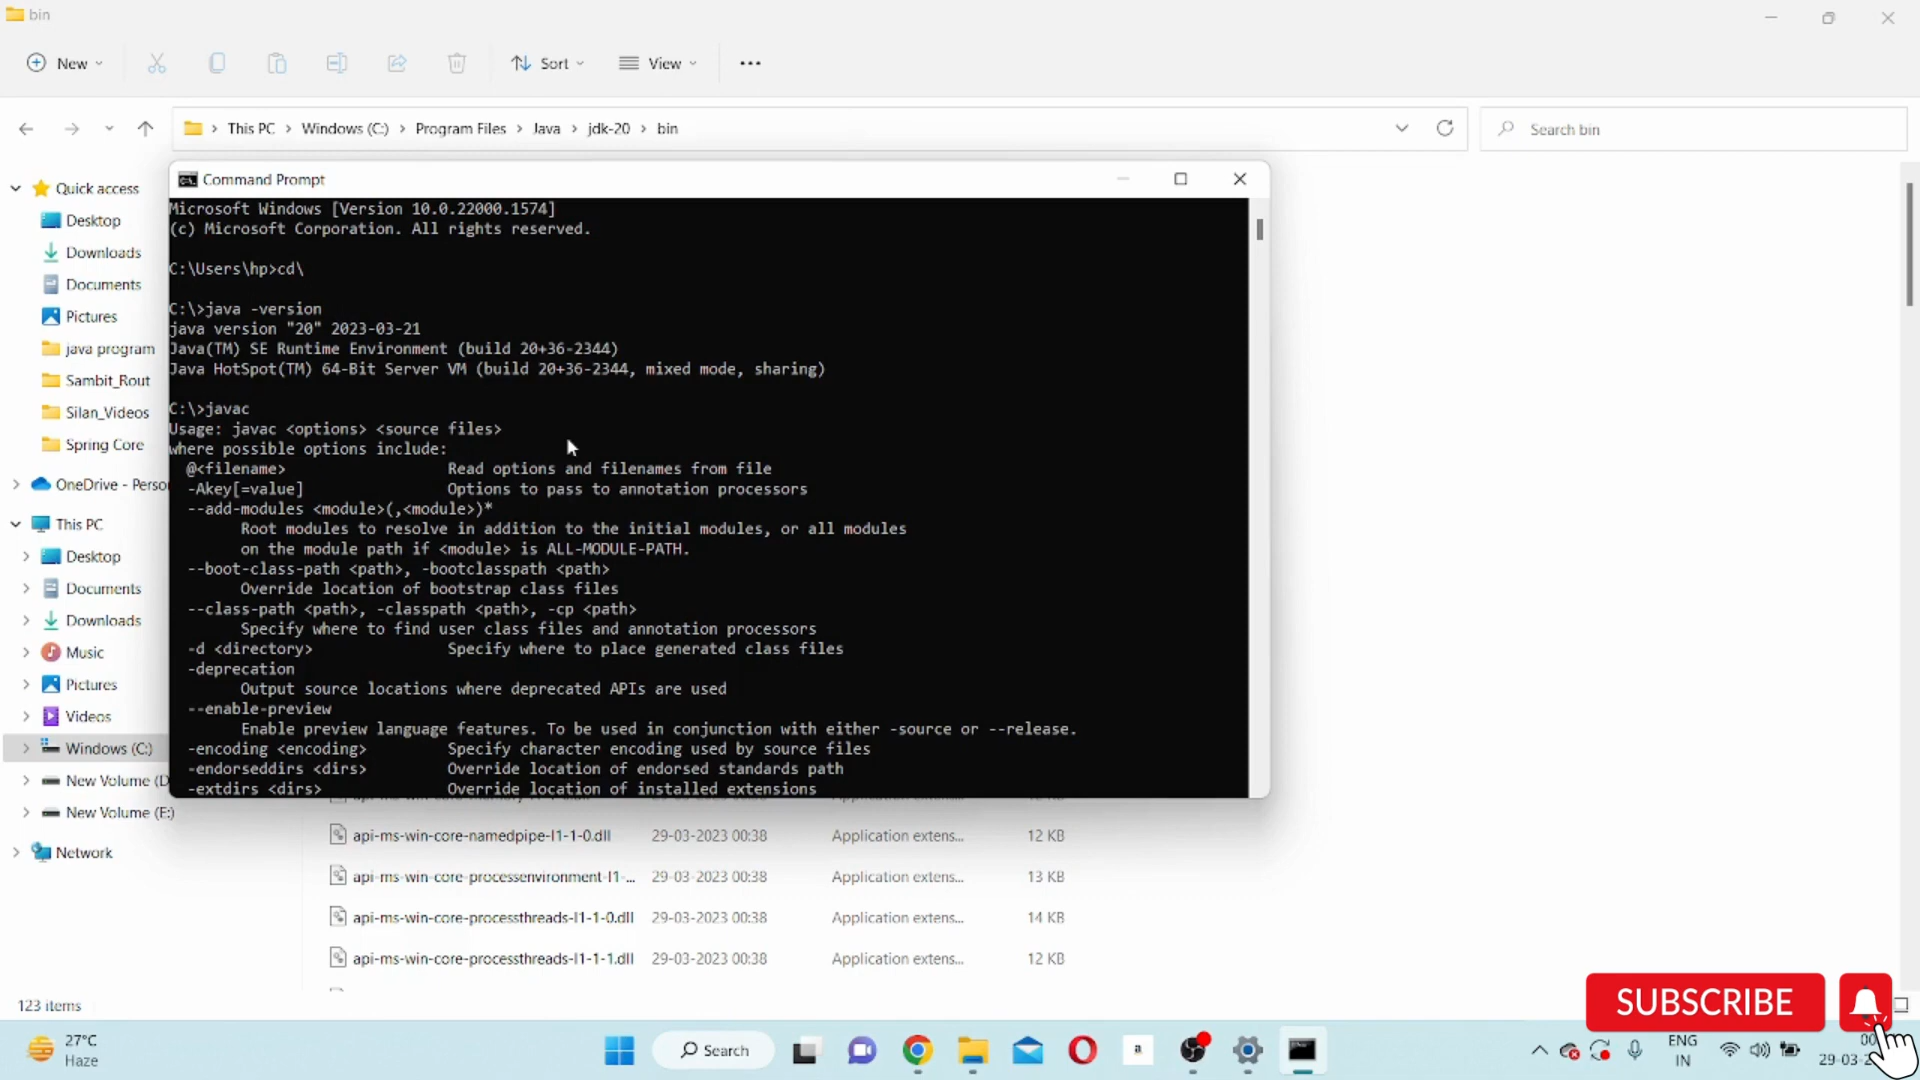 bin
New
Sort
View
This PC > Windows (C:) > Program Files > Java > jdk-20 > bin
Search bin
Quick access
Desktop
Downloads
Documents
Pictures
java program
Sambit_Rout
Silan_Videos
Spring Core
OneDrive - Perso
This PC
Desktop
Documents
Downloads
Music
Pictures
Videos
Windows (C:)
New Volume (D
New Volume (E:)
Network
Command Prompt
Microsoft Windows [Version 10.0.22000.1574]
(c) Microsoft Corporation. All rights reserved.
C:\Users\hp>cd\
C:\>java -version
java version "20" 2023-03-21
Java(TM) SE Runtime Environment (build 20+36-2344)
Java HotSpot(TM) 64-Bit Server VM (build 20+36-2344, mixed mode, sharing)
C:\>javac
Usage: javac <options> <source files>
where possible options include:
@<filename> Read options and filenames from file
-Akey[=value] Options to pass to annotation processors
--add-modules <module>(,<module>)*
Root modules to resolve in addition to the initial modules, or all modules
on the module path if <module> is ALL-MODULE-PATH.
--boot-class-path <path>, -bootclasspath <path>
Override location of bootstrap class files
--class-path <path>, -classpath <path>, -cp <path>
Specify where to find user class files and annotation processors
-d <directory> Specify where to place generated class files
-deprecation
Output source locations where deprecated APIs are used
--enable-preview
Enable preview language features. To be used in conjunction with either -source or --release.
-encoding <encoding> Specify character encoding used by source files
-endorseddirs <dirs> Override location of endorsed standards path
-extdirs <dirs> Override location of installed extensions
api-ms-win-core-namedpipe-l1-1-0.dll 29-03-2023 00:38 Application extens... 12 KB
api-ms-win-core-processenvironment-l1-... 29-03-2023 00:38 Application extens... 13 KB
api-ms-win-core-processthreads-l1-1-0.dll 29-03-2023 00:38 Application extens... 14 KB
api-ms-win-core-processthreads-l1-1-1.dll 29-03-2023 00:38 Application extens... 12 KB
123 items
SUBSCRIBE
27°C
Haze
Search
a
ENG
IN
00
29-03-2